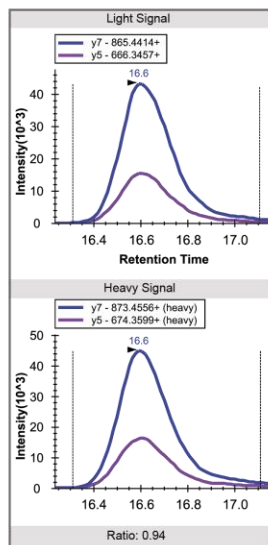 Light Signal
y7 - 865.4414+
y5 - 666.3457+
16.6
40
30
20
10
0
Intensity(10^3)
16.4 16.6 16.8 17.0
Retention Time
Heavy Signal
y7 - 873.4556+ (heavy)
y5 - 674.3599+ (heavy)
16.6
50
40
30
20
10
0
Intensity(10^3)
16.4 16.6 16.8 17.0
Ratio: 0.94